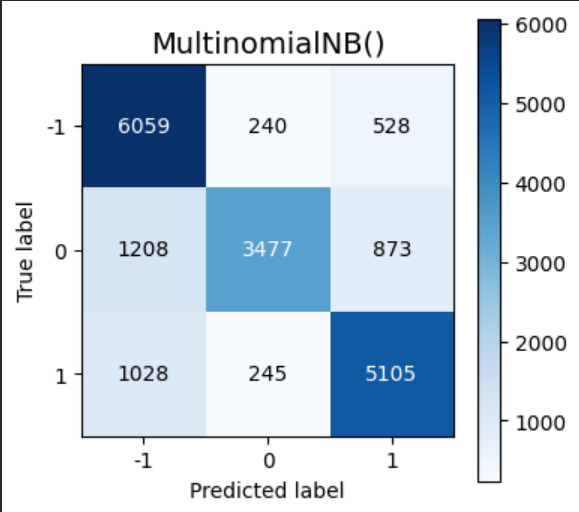 MultinomialNB()
True label
-1
6059 240 528
0
1208 3477 873
1
1028 245 5105
-1 0 1
Predicted label
6000
5000
4000
3000
2000
1000